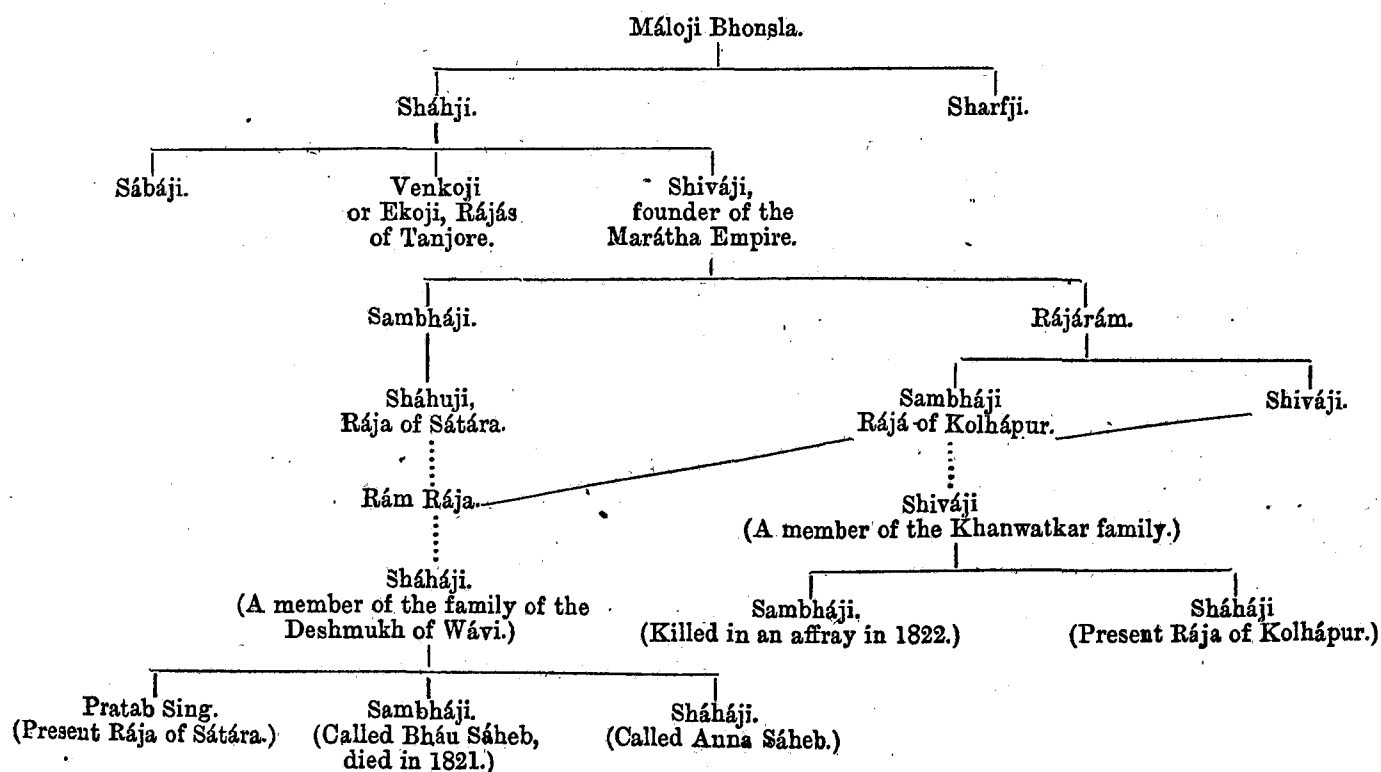 Máloji Bhonsla.
Sháhji.
Sharfji.
Sábáji.
Venkoji
or Ekoji, Rájás
of Tanjore.
Shiváji,
founder of the
Marátha Empire.
Sambháji.
Rájárám.
Sháhuji,
Rája of Sátára.
Sambháji
Rájá of Kolhápur.
Shiváji.
Rám Rája.
Shiváji
(A member of the Khanwatkar family.)
Sháháji.
(A member of the family of the
Deshmukh of Wávi.)
Sambháji.
(Killed in an affray in 1822.)
Sháháji
(Present Rája of Kolhápur.)
Pratab Sing.
(Present Rája of Sátára.)
Sambháji.
(Called Bháu Sáheb,
died in 1821.)
Sháháji.
(Called Anna Sáheb.)